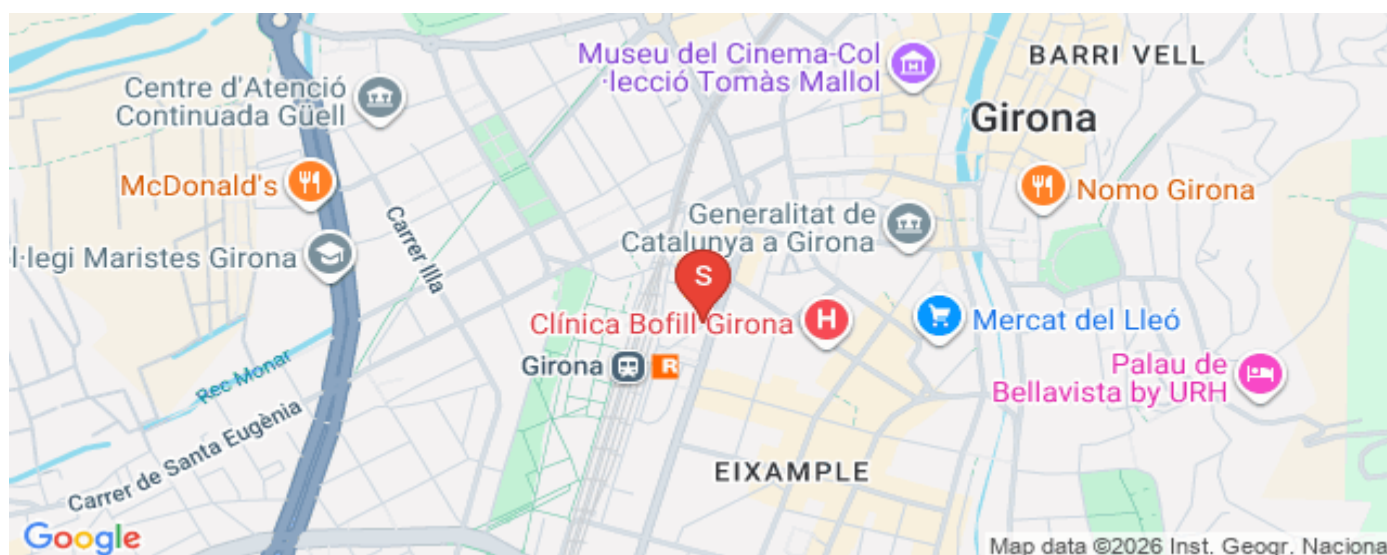 Museu del Cinema-Col
·lecció Tomàs Mallol
BARRI VELL
Centre d'Atenció
Continuada Güell
Girona
McDonald's
Nomo Girona
Carrer Illa
Generalitat de
Catalunya a Girona
l·legi Maristes Girona
S
Clínica Bofill Girona
H
Mercat del Lleó
Rec Monar
Girona
R
Palau de
Bellavista by URH
Carrer de Santa Eugènia
EIXAMPLE
Google
Map data ©2026 Inst. Geogr. Naciona